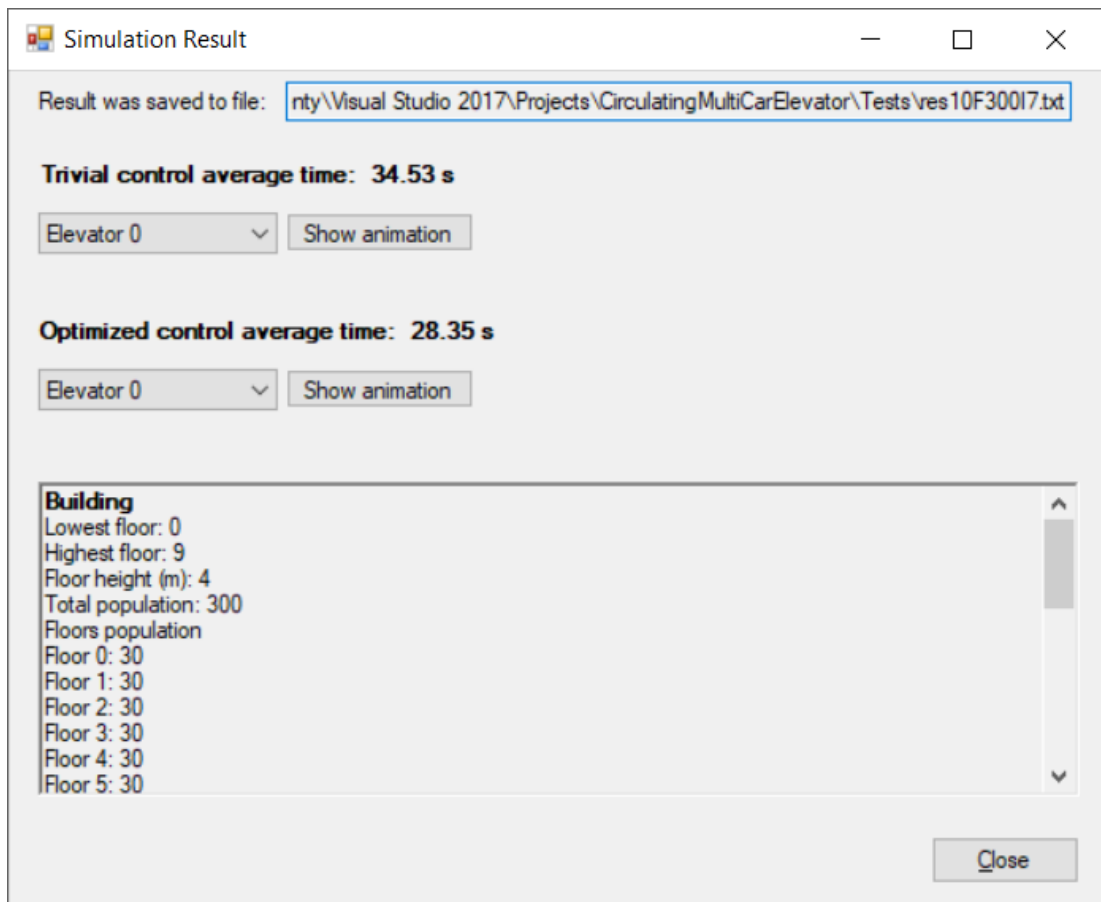 Simulation Result
Result was saved to file: nty\Visual Studio 2017\Projects\CirculatingMultiCarElevator\Tests\res10F300I7.txt
Trivial control average time: 34.53 s
Elevator 0 Show animation
Optimized control average time: 28.35 s
Elevator 0 Show animation
Building
Lowest floor: 0
Highest floor: 9
Floor height (m): 4
Total population: 300
Floors population
Floor 0: 30
Floor 1: 30
Floor 2: 30
Floor 3: 30
Floor 4: 30
Floor 5: 30
Close